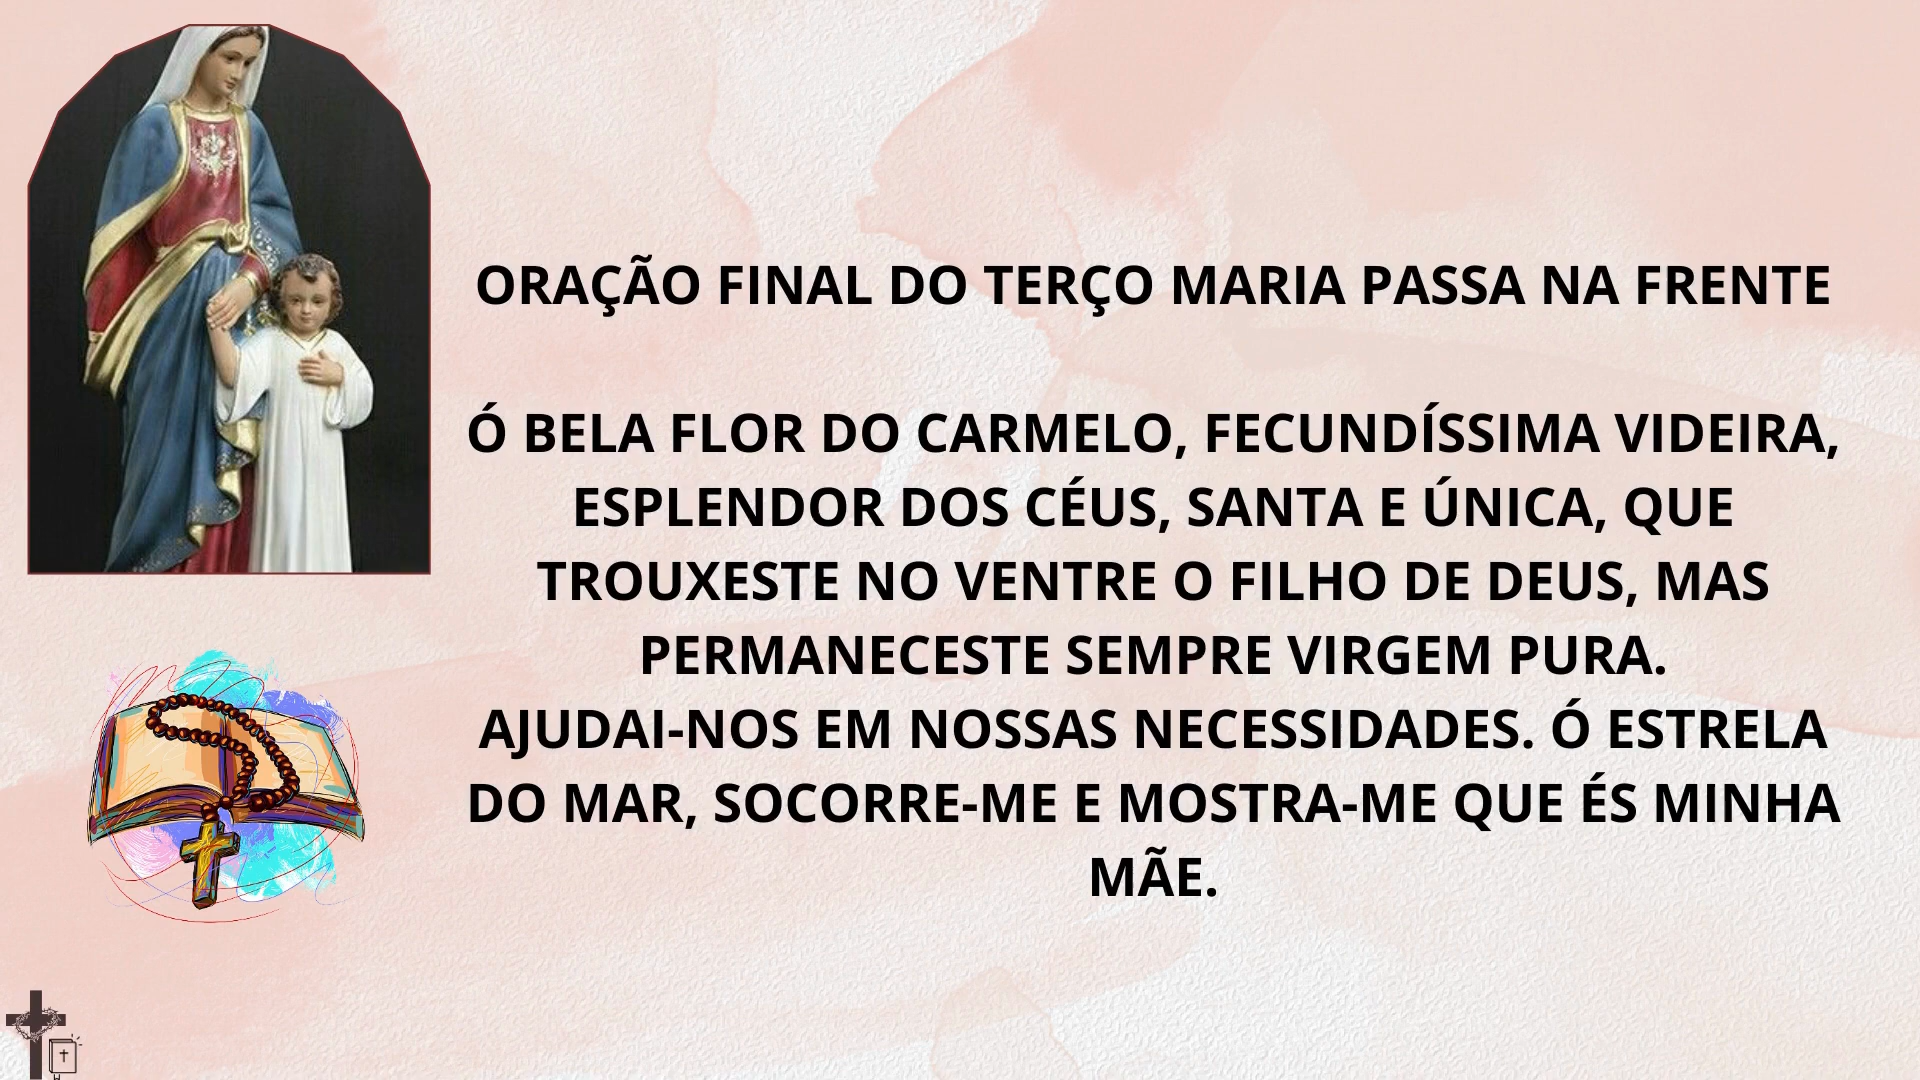 ORAÇÃO FINAL DO TERÇO MARIA PASSA NA FRENTE
Ó BELA FLOR DO CARMELO, FECUNDÍSSIMA VIDEIRA,
ESPLENDOR DOS CÉUS, SANTA E ÚNICA, QUE
TROUXESTE NO VENTRE O FILHO DE DEUS, MAS
PERMANECESTE SEMPRE VIRGEM PURA.
AJUDAI-NOS EM NOSSAS NECESSIDADES. Ó ESTRELA
DO MAR, SOCORRE-ME E MOSTRA-ME QUE ÉS MINHA
MÃE.